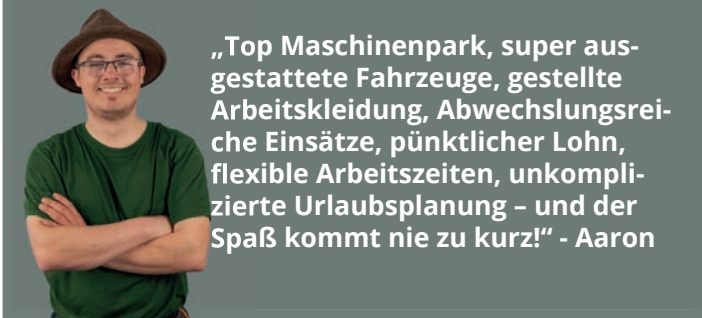 „Top Maschinenpark, super aus-
gestattete Fahrzeuge, gestellte
Arbeitskleidung, Abwechslungsrei-
che Einsätze, pünktlicher Lohn,
flexible Arbeitszeiten, unkompli-
zierte Urlaubsplanung – und der
Spaß kommt nie zu kurz!“ - Aaron